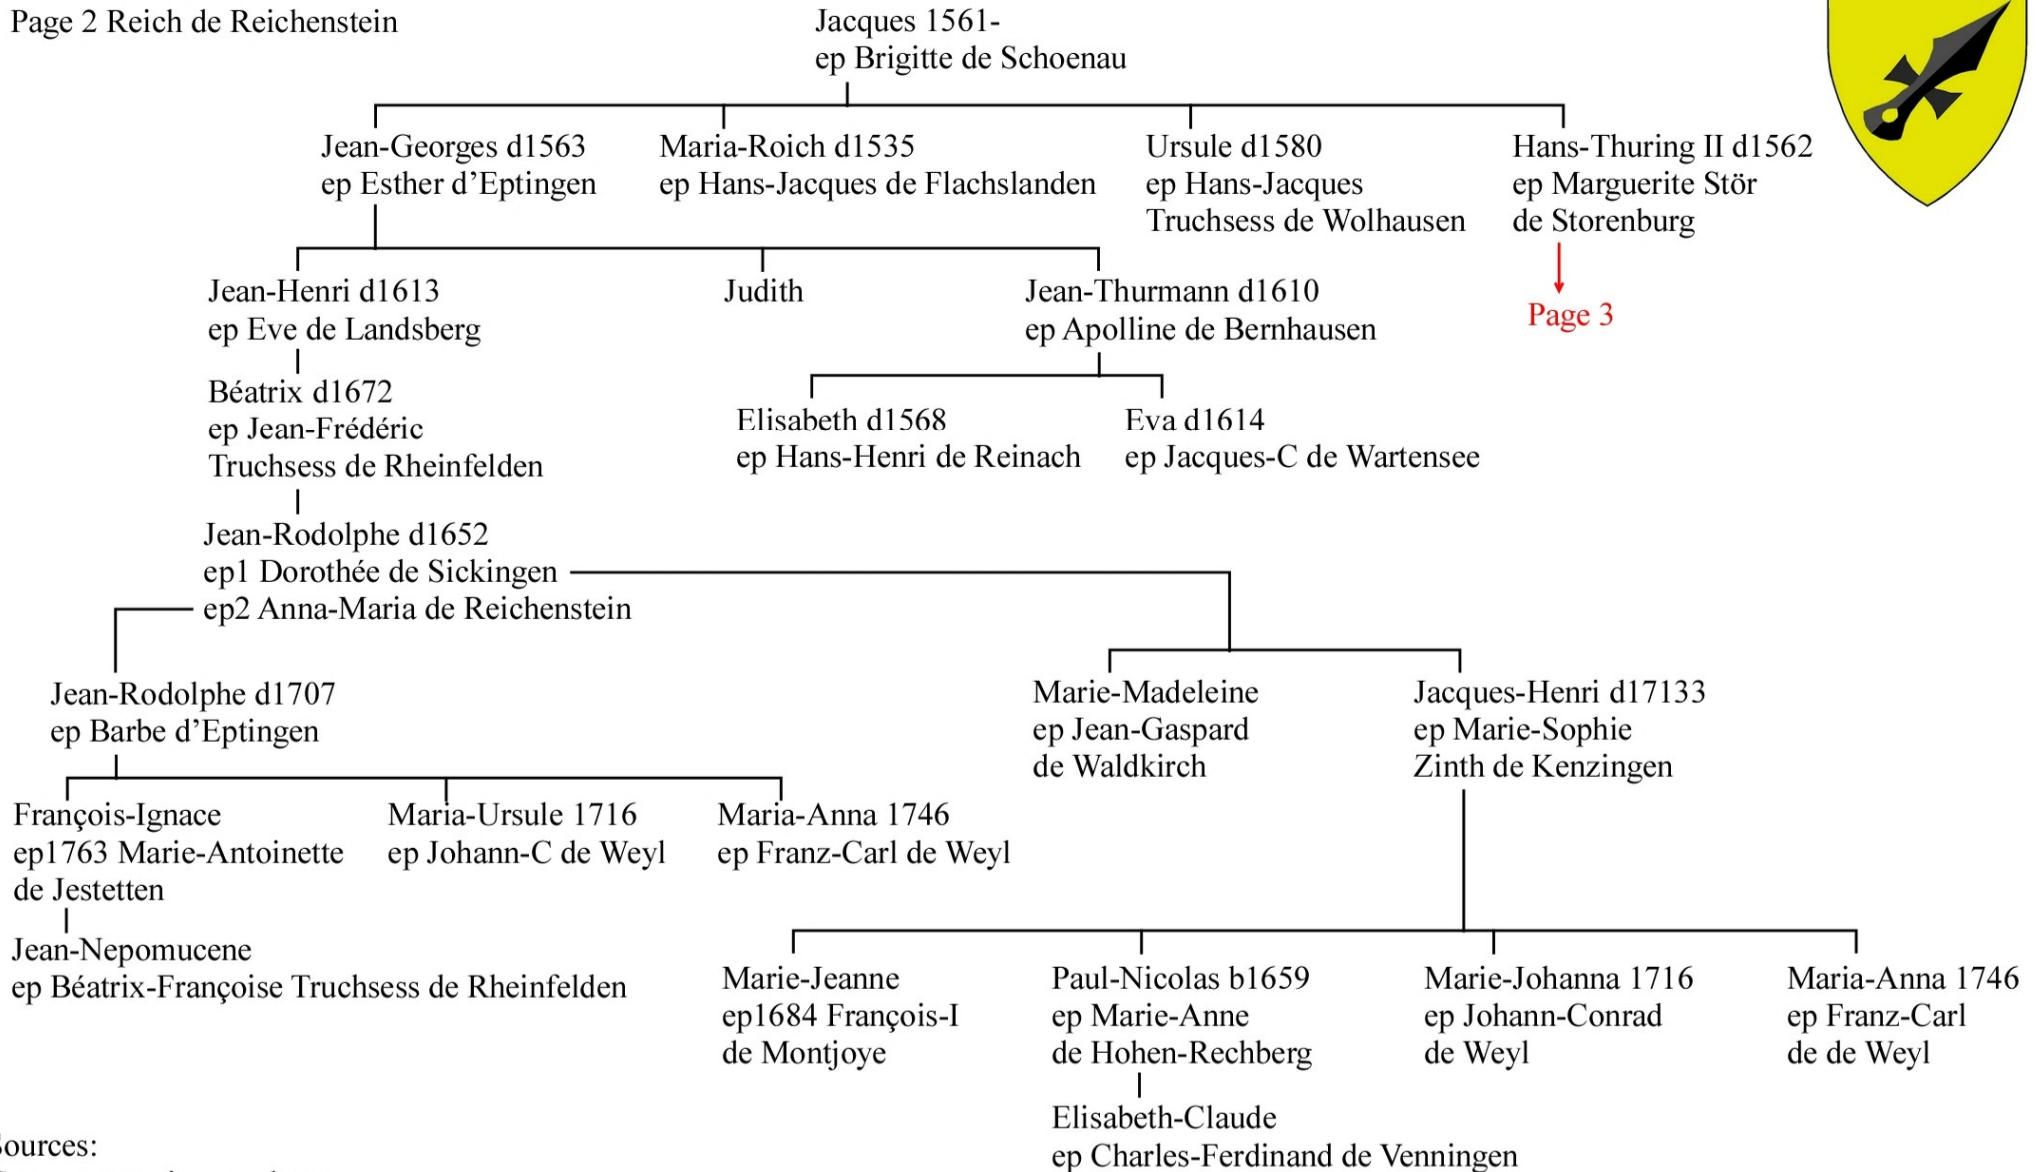 Page 2 Reich de Reichenstein
Jacques 1561-
ep Brigitte de Schoenau
Jean-Georges d1563
ep Esther d’Eptingen
Maria-Roich d1535
ep Hans-Jacques de Flachslanden
Ursule d1580
ep Hans-Jacques
Truchsess de Wolhausen
Hans-Thuring II d1562
ep Marguerite Stör
de Storenburg
Page 3
Jean-Henri d1613
ep Eve de Landsberg
Judith
Jean-Thurmann d1610
ep Apolline de Bernhausen
Béatrix d1672
ep Jean-Frédéric
Truchsess de Rheinfelden
Elisabeth d1568
ep Hans-Henri de Reinach
Eva d1614
ep Jacques-C de Wartensee
Jean-Rodolphe d1652
ep1 Dorothée de Sickingen
ep2 Anna-Maria de Reichenstein
Jean-Rodolphe d1707
ep Barbe d’Eptingen
Marie-Madeleine
ep Jean-Gaspard
de Waldkirch
Jacques-Henri d17133
ep Marie-Sophie
Zinth de Kenzingen
François-Ignace
ep1763 Marie-Antoinette
de Jestetten
Maria-Ursule 1716
ep Johann-C de Weyl
Maria-Anna 1746
ep Franz-Carl de Weyl
Jean-Nepomucene
ep Béatrix-Françoise Truchsess de Rheinfelden
Marie-Jeanne
ep1684 François-I
de Montjoye
Paul-Nicolas b1659
ep Marie-Anne
de Hohen-Rechberg
Marie-Johanna 1716
ep Johann-Conrad
de Weyl
Maria-Anna 1746
ep Franz-Carl
de de Weyl
Elisabeth-Claude
ep Charles-Ferdinand de Venningen
ources: